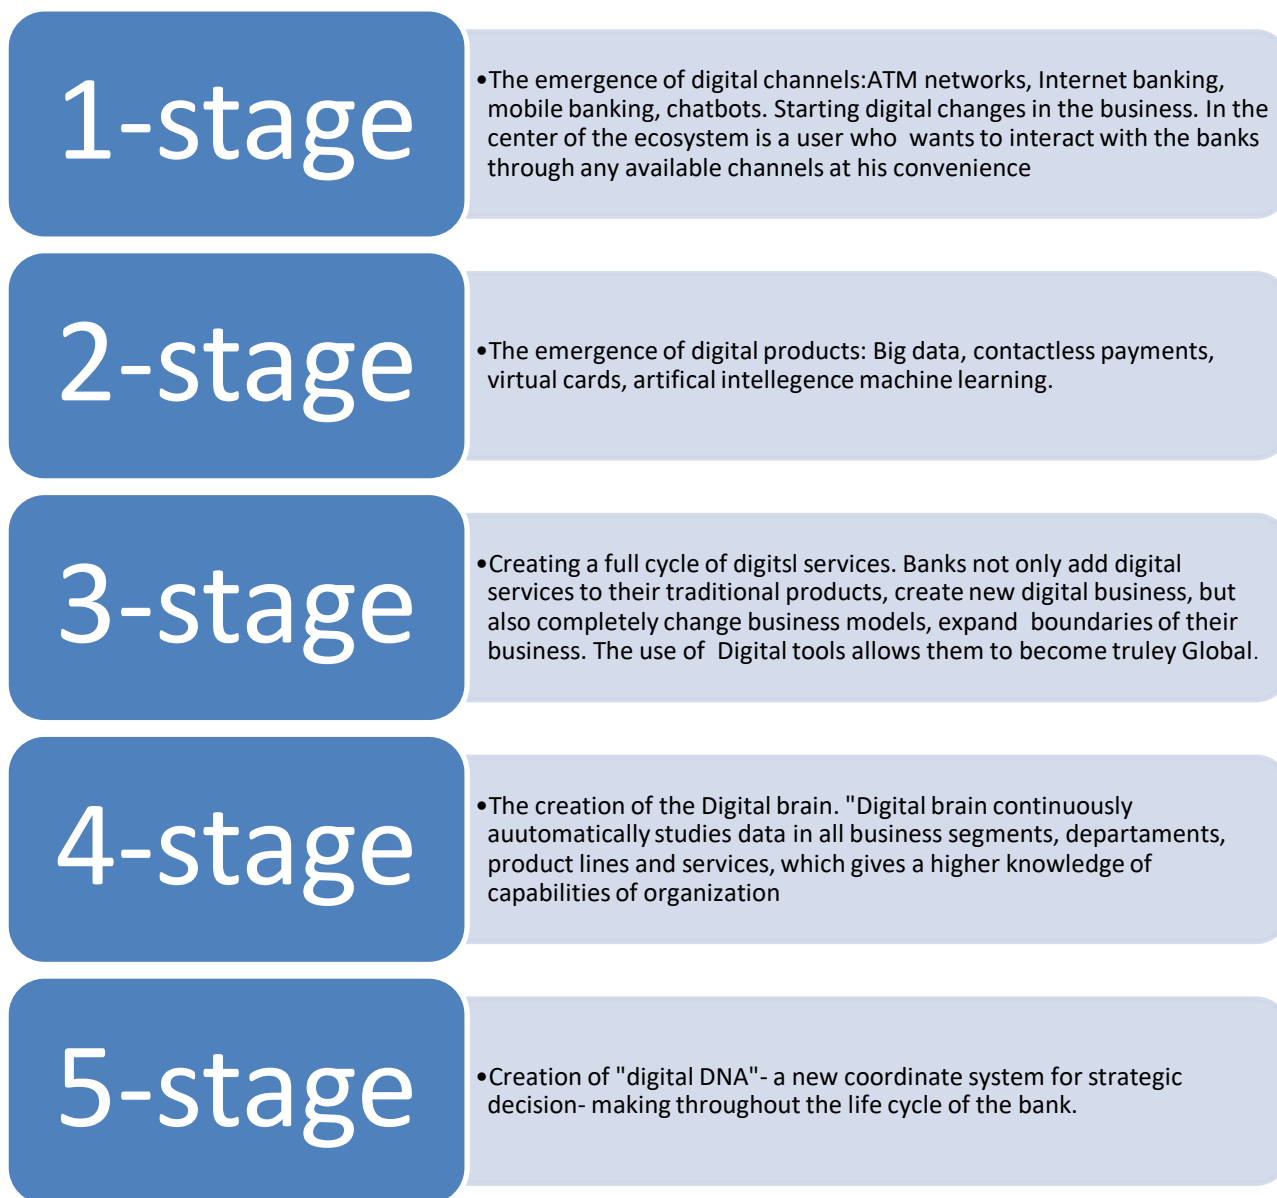 1-stage
•The emergence of digital channels:ATM networks, Internet banking,
mobile banking, chatbots. Starting digital changes in the business. In the
center of the ecosystem is a user who wants to interact with the banks
through any available channels at his convenience
2-stage
•The emergence of digital products: Big data, contactless payments,
virtual cards, artifical intellegence machine learning.
3-stage
•Creating a full cycle of digitsl services. Banks not only add digital
services to their traditional products, create new digital business, but
also completely change business models, expand boundaries of their
business. The use of Digital tools allows them to become truley Global.
4-stage
•The creation of the Digital brain. "Digital brain continuously
auutomatically studies data in all business segments, departaments,
product lines and services, which gives a higher knowledge of
capabilities of organization
5-stage
•Creation of "digital DNA"- a new coordinate system for strategic
decision- making throughout the life cycle of the bank.